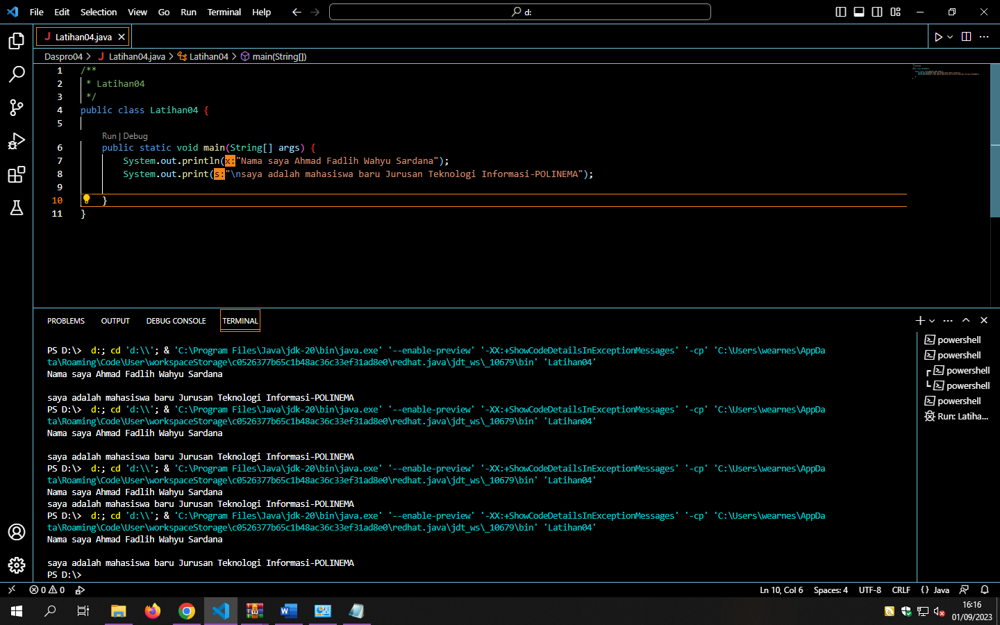 File Edit Selection View Go Run Terminal Help
d:
Latihan04.java
Daspro04 > Latihan04.java > Latihan04 > main(String[])
1 /**
2  * Latihan04
3  */
4 public class Latihan04 {
5
Run | Debug
6     public static void main(String[] args) {
7         System.out.println(x:"Nama saya Ahmad Fadlih Wahyu Sardana");
8         System.out.print(s:"\nsaya adalah mahasiswa baru Jurusan Teknologi Informasi-POLINEMA");
9
10     }
11 }
PROBLEMS OUTPUT DEBUG CONSOLE TERMINAL
PS D:\>  d:; cd 'd:\\'; & 'C:\Program Files\Java\jdk-20\bin\java.exe' '--enable-preview' '-XX:+ShowCodeDetailsInExceptionMessages' '-cp' 'C:\Users\wearnes\AppDa
ta\Roaming\Code\User\workspaceStorage\c0526377b65c1b48ac36c33ef31ad8e0\redhat.java\jdt_ws\_10679\bin' 'Latihan04'
Nama saya Ahmad Fadlih Wahyu Sardana
saya adalah mahasiswa baru Jurusan Teknologi Informasi-POLINEMA
PS D:\>  d:; cd 'd:\\'; & 'C:\Program Files\Java\jdk-20\bin\java.exe' '--enable-preview' '-XX:+ShowCodeDetailsInExceptionMessages' '-cp' 'C:\Users\wearnes\AppDa
ta\Roaming\Code\User\workspaceStorage\c0526377b65c1b48ac36c33ef31ad8e0\redhat.java\jdt_ws\_10679\bin' 'Latihan04'
Nama saya Ahmad Fadlih Wahyu Sardana
saya adalah mahasiswa baru Jurusan Teknologi Informasi-POLINEMA
PS D:\>  d:; cd 'd:\\'; & 'C:\Program Files\Java\jdk-20\bin\java.exe' '--enable-preview' '-XX:+ShowCodeDetailsInExceptionMessages' '-cp' 'C:\Users\wearnes\AppDa
ta\Roaming\Code\User\workspaceStorage\c0526377b65c1b48ac36c33ef31ad8e0\redhat.java\jdt_ws\_10679\bin' 'Latihan04'
Nama saya Ahmad Fadlih Wahyu Sardana
saya adalah mahasiswa baru Jurusan Teknologi Informasi-POLINEMA
PS D:\>  d:; cd 'd:\\'; & 'C:\Program Files\Java\jdk-20\bin\java.exe' '--enable-preview' '-XX:+ShowCodeDetailsInExceptionMessages' '-cp' 'C:\Users\wearnes\AppDa
ta\Roaming\Code\User\workspaceStorage\c0526377b65c1b48ac36c33ef31ad8e0\redhat.java\jdt_ws\_10679\bin' 'Latihan04'
Nama saya Ahmad Fadlih Wahyu Sardana
saya adalah mahasiswa baru Jurusan Teknologi Informasi-POLINEMA
PS D:\>
powershell
powershell
powershell
powershell
powershell
Run: Latiha...
0 0
Ln 10, Col 6 Spaces: 4 UTF-8 CRLF {} Java
16:16
01/09/2023